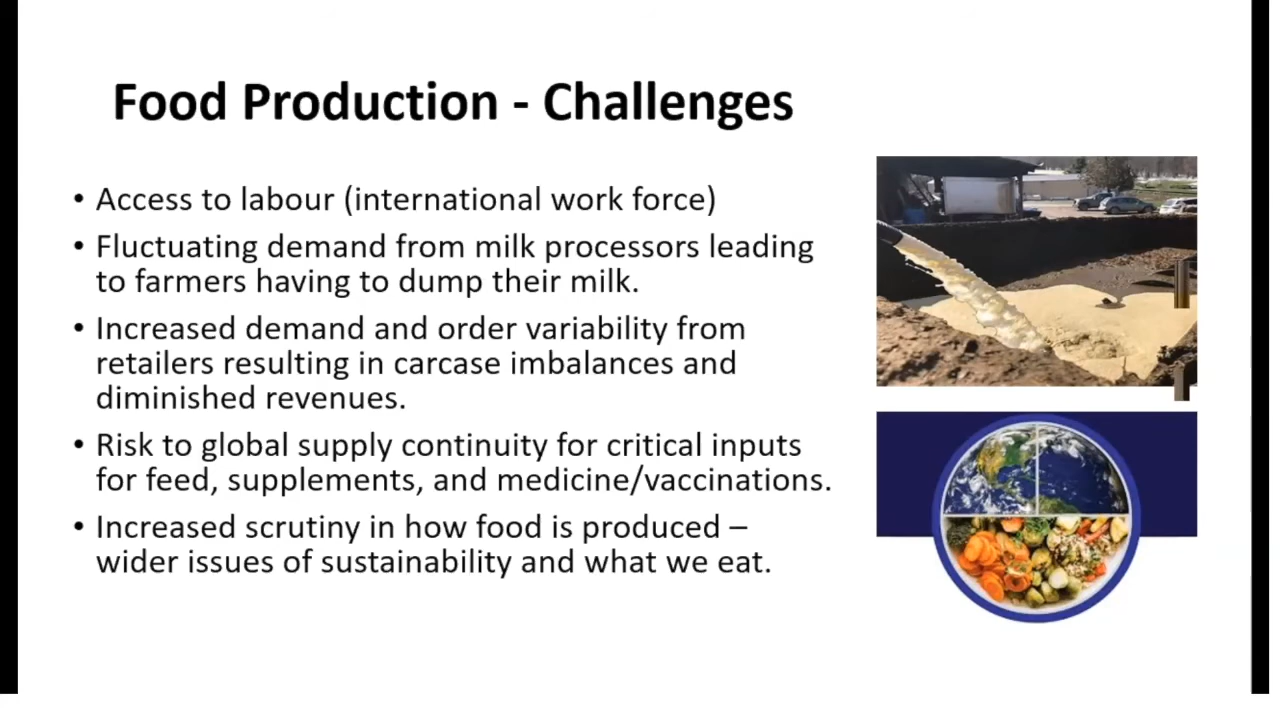 Food Production - Challenges
• Access to labour (international work force)
• Fluctuating demand from milk processors leading
to farmers having to dump their milk.
• Increased demand and order variability from
retailers resulting in carcase imbalances and
diminished revenues.
• Risk to global supply continuity for critical inputs
for feed, supplements, and medicine/vaccinations.
• Increased scrutiny in how food is produced –
wider issues of sustainability and what we eat.